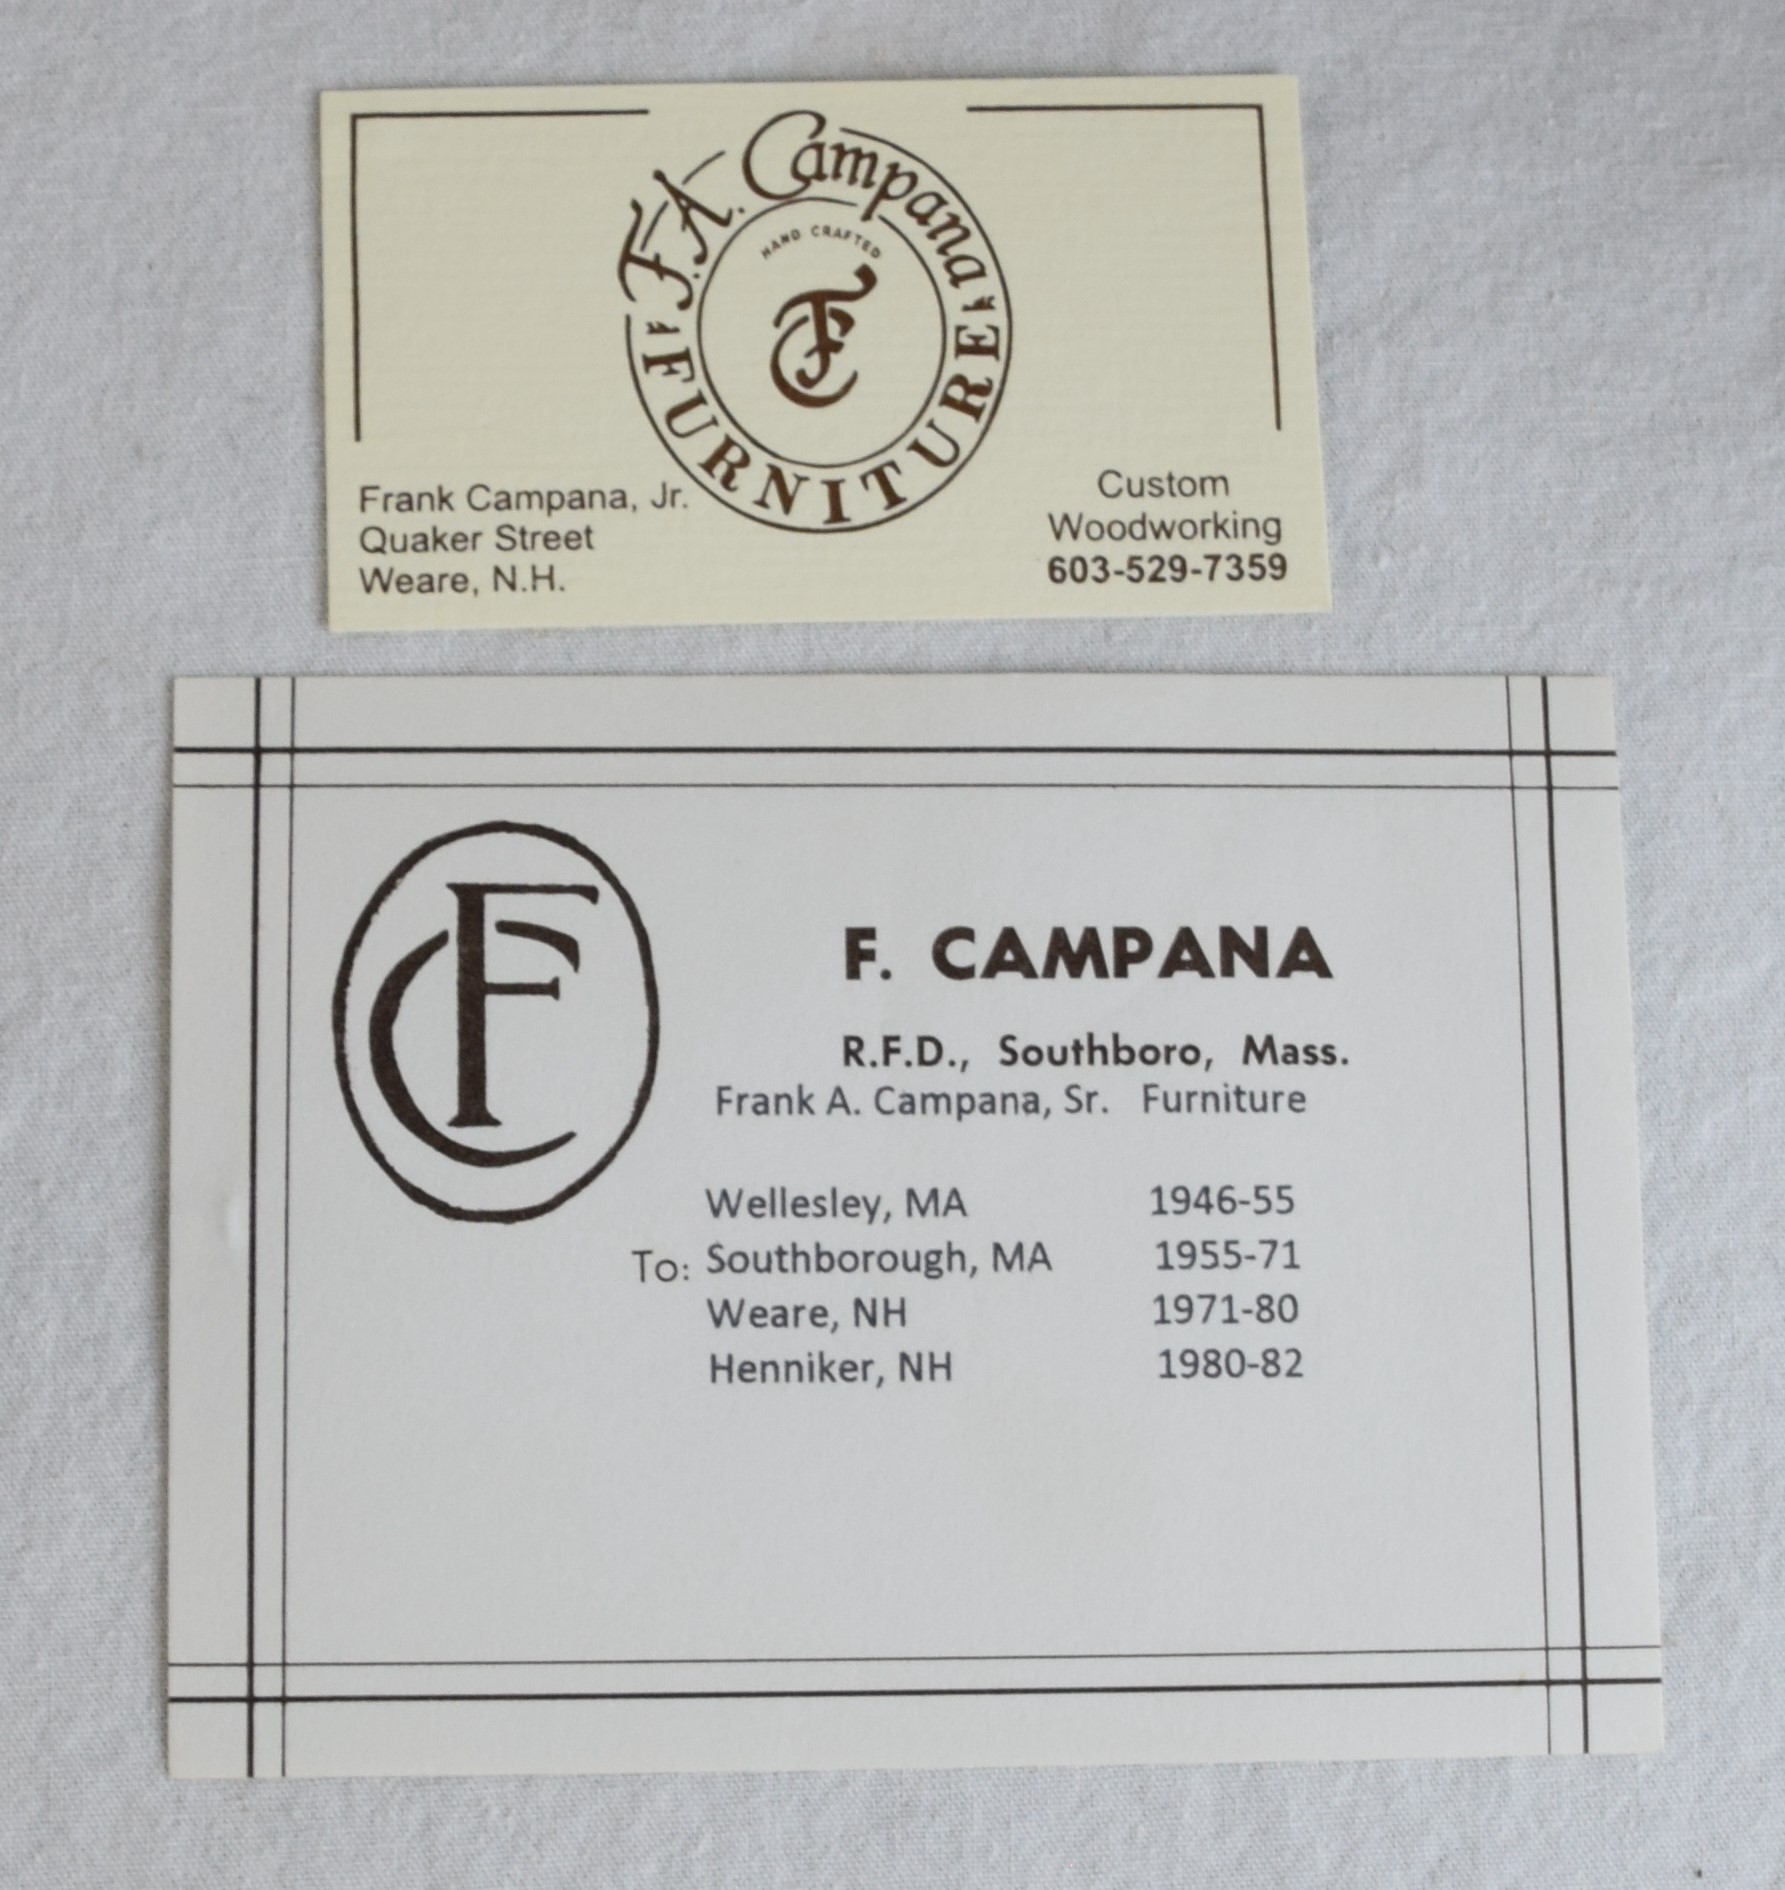 F.A. Campana
HAND CRAFTED
FC
FURNITURE
Frank Campana, Jr.
Quaker Street
Weare, N.H.
Custom
Woodworking
603-529-7359
FC
F. CAMPANA
R.F.D., Southboro, Mass.
Frank A. Campana, Sr. Furniture
Wellesley, MA 1946-55
To: Southborough, MA 1955-71
Weare, NH 1971-80
Henniker, NH 1980-82